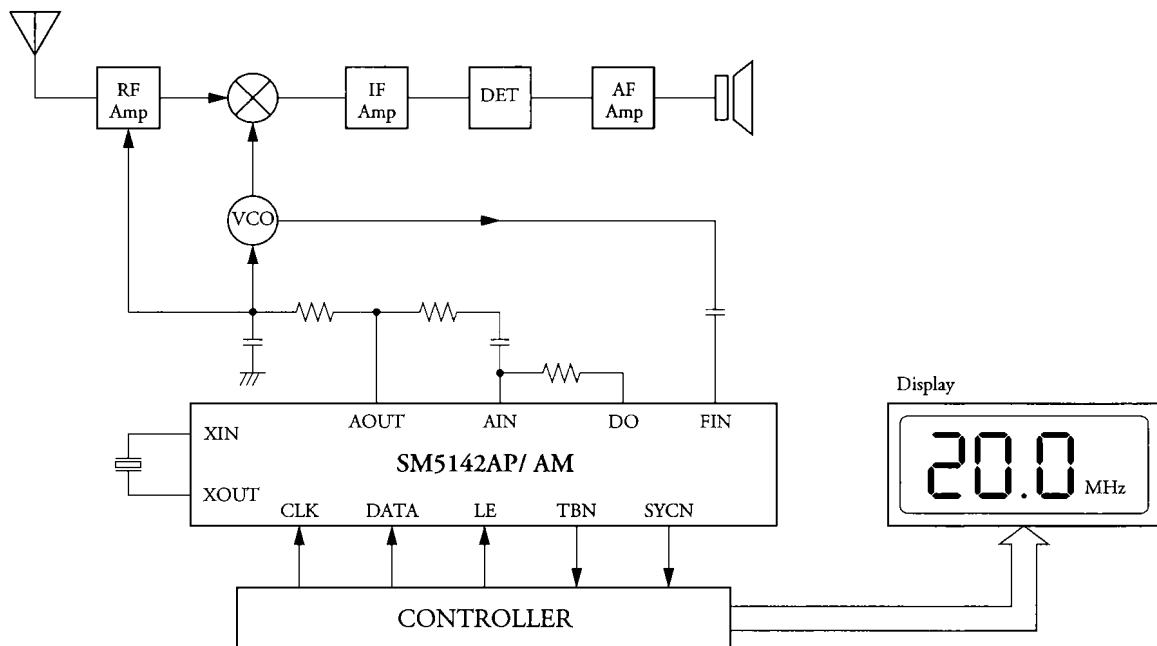 RF
Amp
IF
Amp
DET
AF
Amp
VCO
Display
AOUT
AIN
DO
FIN
XIN
SM5142AP/ AM
20.0
MHz
XOUT
CLK
DATA
LE
TBN
SYCN
CONTROLLER